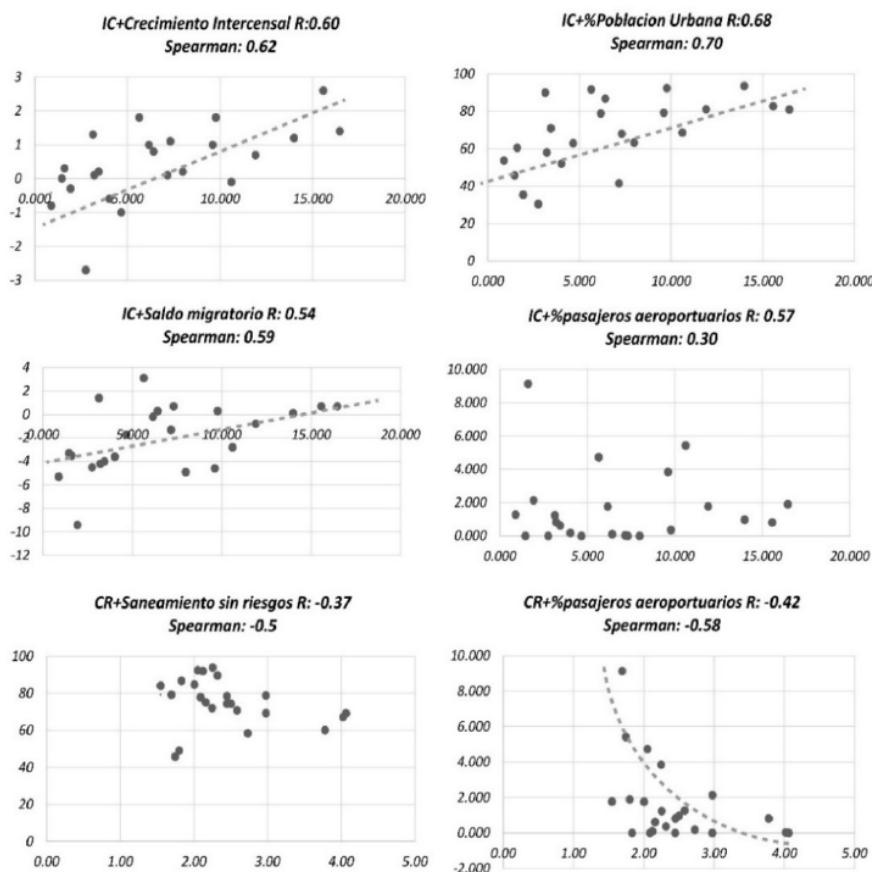 IC+Crecimiento Intercensal R:0.60
Spearman: 0.62
3
2
1
0
0.000 5.000 10.000 15.000 20.000
-1
-2
-3
IC+%Poblacion Urbana R:0.68
Spearman: 0.70
100
80
60
40
20
0
0.000 5.000 10.000 15.000 20.000
IC+Saldo migratorio R: 0.54
Spearman: 0.59
4
2
0
0.000 5.000 10.000 15.000 20.000
-2
-4
-6
-8
-10
-12
IC+%pasajeros aeroportuarios R: 0.57
Spearman: 0.30
10.000
8.000
6.000
4.000
2.000
0.000
0.000 5.000 10.000 15.000 20.000
CR+Saneamiento sin riesgos R: -0.37
Spearman: -0.5
100
80
60
40
20
0
0.00 1.00 2.00 3.00 4.00 5.00
CR+%pasajeros aeroportuarios R: -0.42
Spearman: -0.58
10.000
8.000
6.000
4.000
2.000
0.000
0.00 1.00 2.00 3.00 4.00 5.00
-2.000